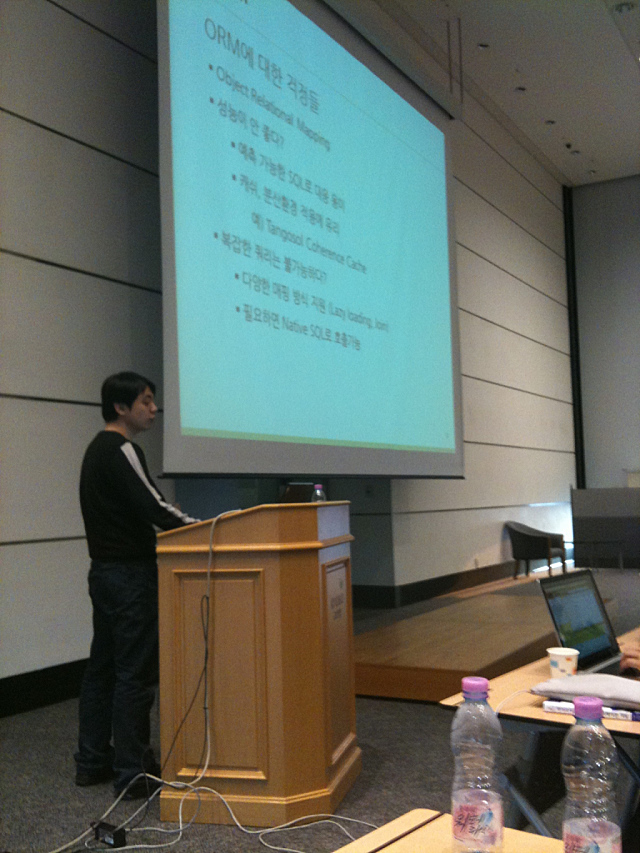 ORM에 대한 걱정들
• Object Relational Mapping
• 성능이 안 좋다?
• 예측 가능한 SQL로 대응 용이
• 캐쉬, 분산환경 적용에 유리
예) Tangosol Coherence Cache
• 복잡한 쿼리는 불가능하다?
• 다양한 매핑 방식 지원 (Lazy loading, Join)
• 필요하면 Native SQL로 호출가능